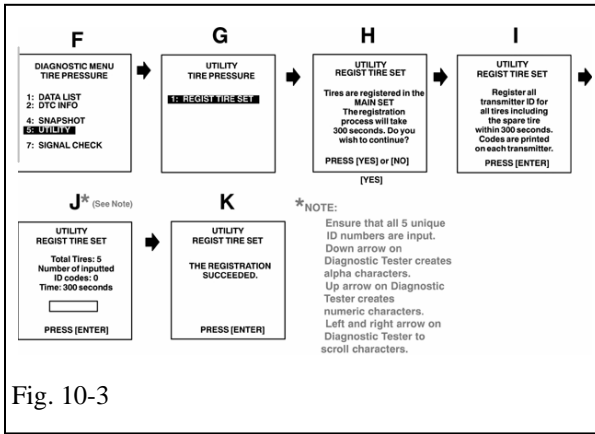 F
DIAGNOSTIC MENU
TIRE PRESSURE
1: DATA LIST
2: DTC INFO
4: SNAPSHOT
5: UTILITY
7: SIGNAL CHECK
G
UTILITY
TIRE PRESSURE
1: REGIST TIRE SET
H
UTILITY
REGIST TIRE SET
Tires are registered in the
MAIN SET
The registration
process will take
300 seconds. Do you
wish to continue?
PRESS [YES] or [NO]
[YES]
I
UTILITY
REGIST TIRE SET
Register all
transmitter ID for
all tires including
the spare tire
within 300 seconds.
Codes are printed
on each transmitter.
PRESS [ENTER]
J* (See Note)
UTILITY
REGIST TIRE SET
Total Tires: 5
Number of inputted
ID codes: 0
Time: 300 seconds
PRESS [ENTER]
K
UTILITY
REGIST TIRE SET
THE REGISTRATION
SUCCEEDED.
*NOTE:
Ensure that all 5 unique
ID numbers are input.
Down arrow on
Diagnostic Tester creates
alpha characters.
Up arrow on Diagnostic
Tester creates
numeric characters.
Left and right arrow on
Diagnostic Tester to
scroll characters.
Fig. 10-3